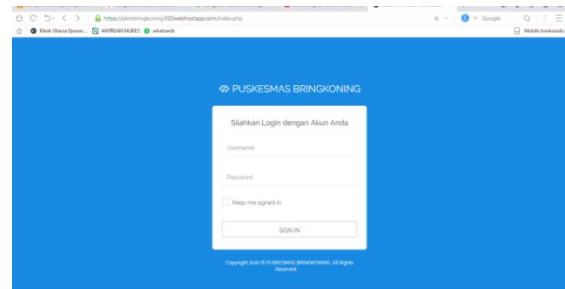 https://pkmbringkoning.000webhostapp.com/index.php
Google
ANTREAN FASKES
whatsweb
Mobile bookmarks
PUSKESMAS BRINGKONING
Silahkan Login dengan Akun Anda
Username
Password
Keep me signed in
SIGN IN
Copyright 2020 © PUSKESMAS BRINGKONING, All Rights
Reserved